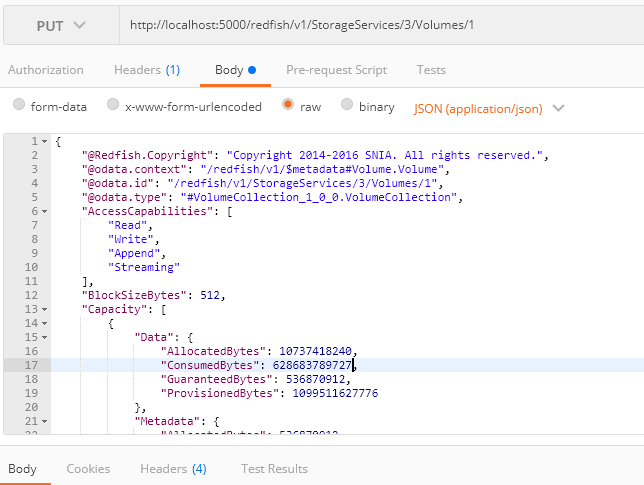 PUT http://localhost:5000/redfish/v1/StorageServices/3/Volumes/1
Authorization Headers (1) Body Pre-request Script Tests
form-data x-www-form-urlencoded raw binary JSON (application/json)
1 {
2 "@Redfish.Copyright": "Copyright 2014-2016 SNIA. All rights reserved.",
3 "@odata.context": "/redfish/v1/$metadata#Volume.Volume",
4 "@odata.id": "/redfish/v1/StorageServices/3/Volumes/1",
5 "@odata.type": "#VolumeCollection_1_0_0.VolumeCollection",
6 "AccessCapabilities": [
7 "Read",
8 "Write",
9 "Append",
10 "Streaming"
11 ],
12 "BlockSizeBytes": 512,
13 "Capacity": [
14 {
15 "Data": {
16 "AllocatedBytes": 10737418240,
17 "ConsumedBytes": 628683789727,
18 "GuaranteedBytes": 536870912,
19 "ProvisionedBytes": 1099511627776
20 },
21 "Metadata": {
22 "AllocatedBytes": 536870912
Body Cookies Headers (4) Test Results